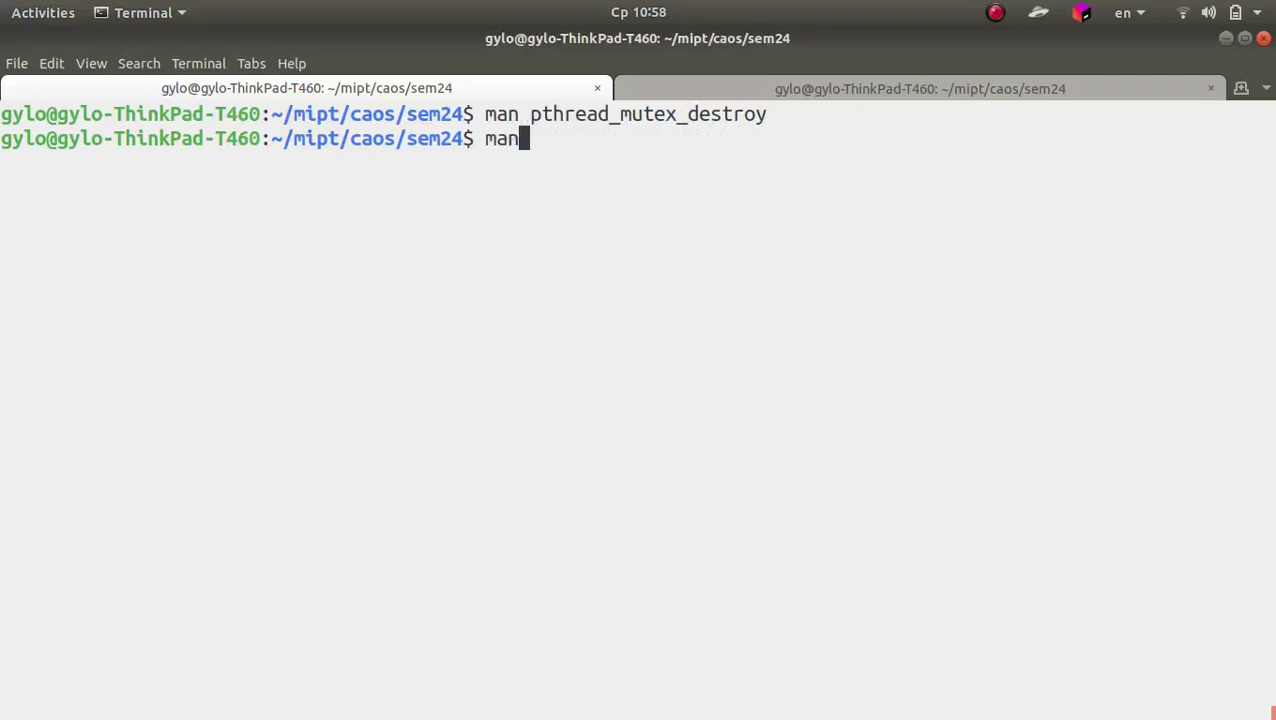 Activities Terminal Ср 10:58 en
gylo@gylo-ThinkPad-T460: ~/mipt/caos/sem24
File Edit View Search Terminal Tabs Help
gylo@gylo-ThinkPad-T460: ~/mipt/caos/sem24 × gylo@gylo-ThinkPad-T460: ~/mipt/caos/sem24 ×
gylo@gylo-ThinkPad-T460:~/mipt/caos/sem24$ man pthread_mutex_destroy
gylo@gylo-ThinkPad-T460:~/mipt/caos/sem24$ man